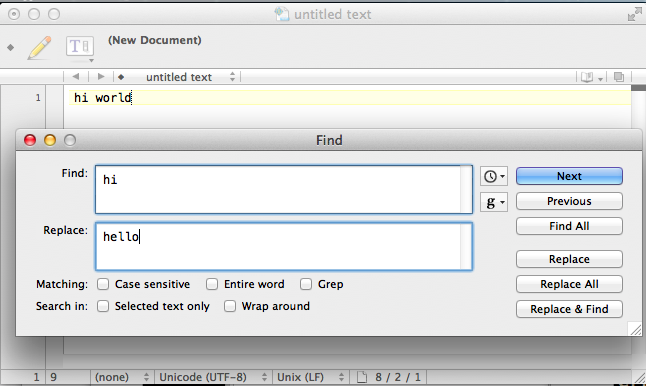 untitled text
(New Document)
T
untitled text
1 hi world
Find
Find: hi
g
Next
Previous
Find All
Replace: hello
Replace
Matching: Case sensitive Entire word Grep
Replace All
Search in: Selected text only Wrap around
Replace & Find
1 9 (none) Unicode (UTF-8) Unix (LF) 8 / 2 / 1